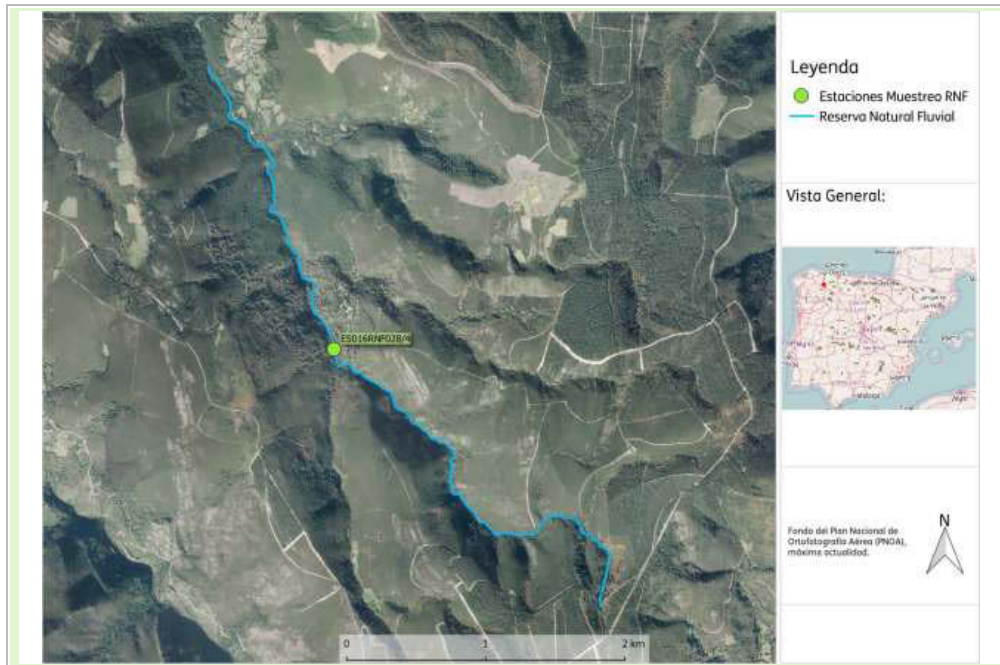 Leyenda
Estaciones Muestreo RNF
Reserva Natural Fluvial
Vista General:
Fondo del Plan Nacional de
Ortofotografía Aérea (PNOA),
máxima actualidad.
N
0 1 2 km